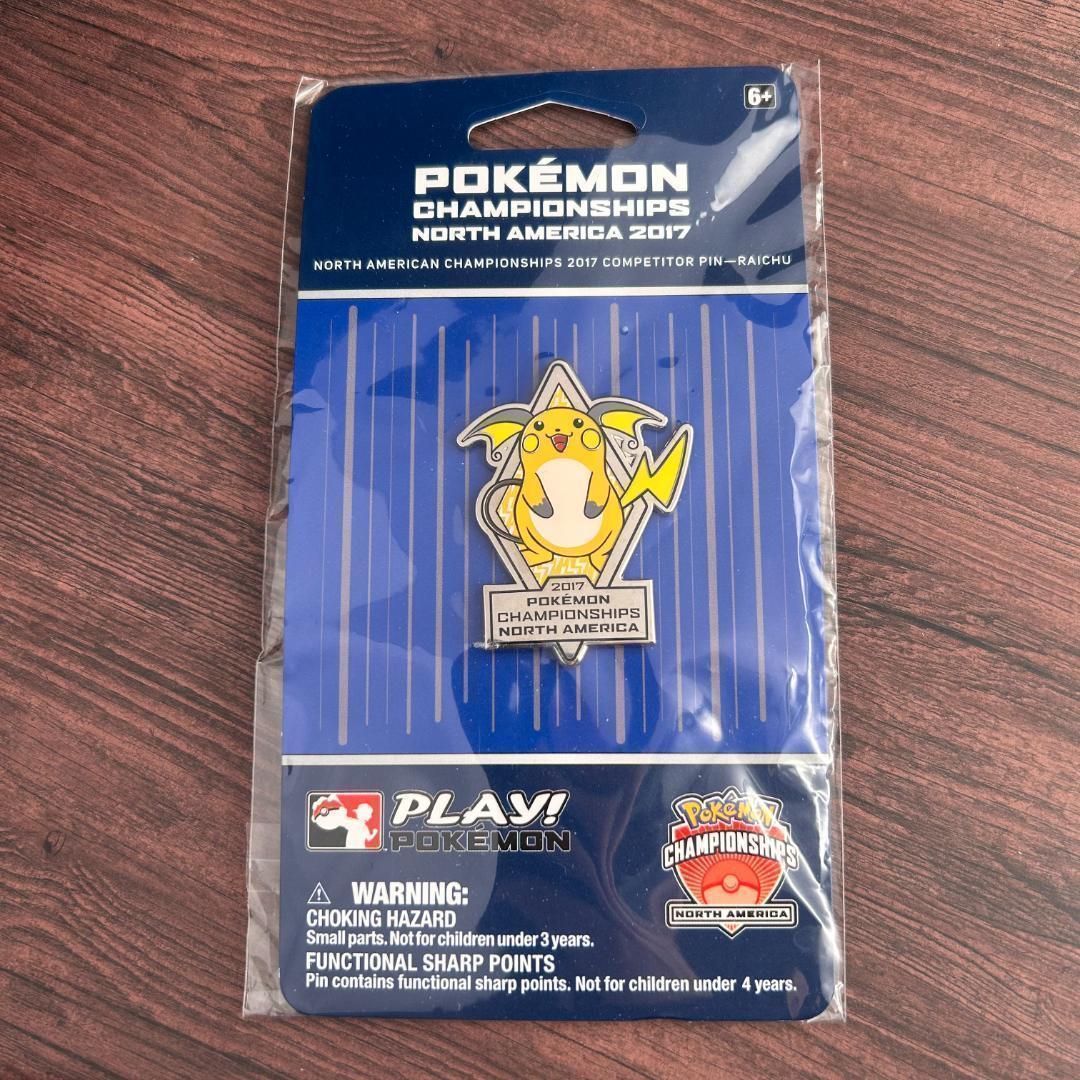 6+
POKÉMON
CHAMPIONSHIPS
NORTH AMERICA 2017
NORTH AMERICAN CHAMPIONSHIPS 2017 COMPETITOR PIN—RAICHU
2017
POKÉMON
CHAMPIONSHIPS
NORTH AMERICA
PLAY!
POKÉMON
Pokémon
CHAMPIONSHIPS
NORTH AMERICA
WARNING:
CHOKING HAZARD
Small parts. Not for children under 3 years.
FUNCTIONAL SHARP POINTS
Pin contains functional sharp points. Not for children under 4 years.